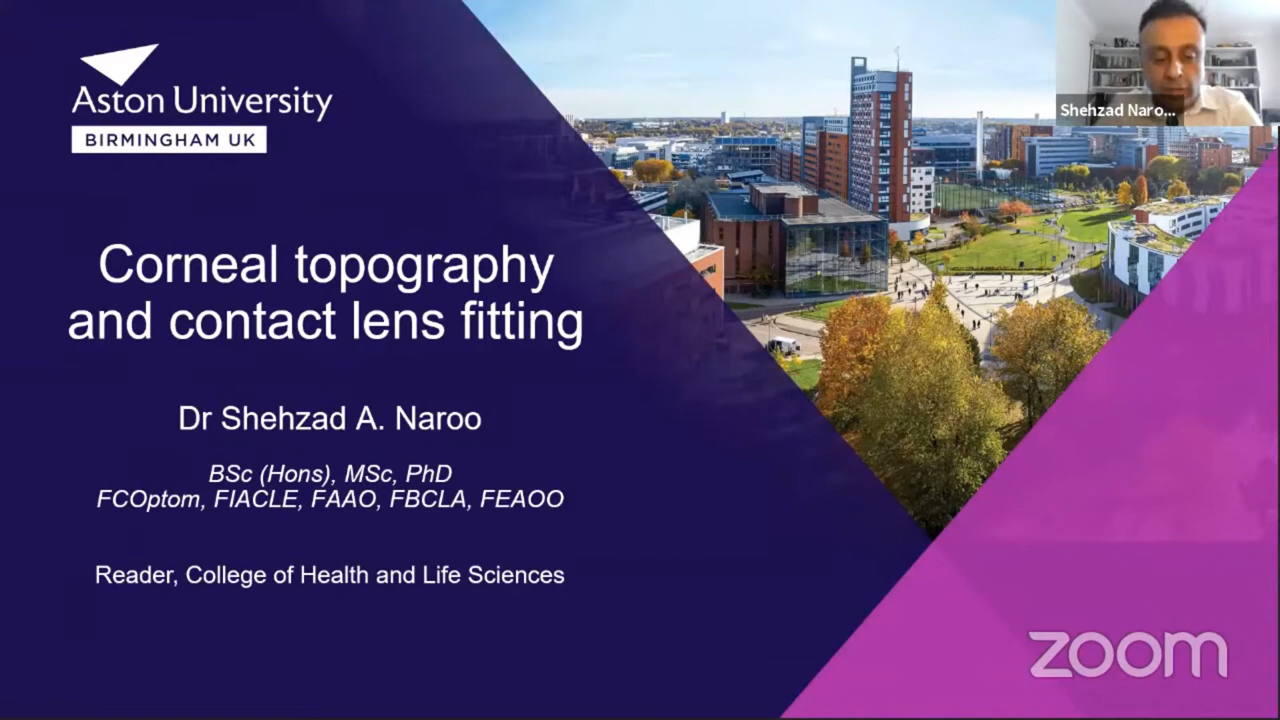 Aston University
BIRMINGHAM UK
Shehzad Naro...
Corneal topography
and contact lens fitting
Dr Shehzad A. Naroo
BSc (Hons), MSc, PhD
FCOptom, FIACLE, FAAO, FBCLA, FEAOO
Reader, College of Health and Life Sciences
zoom